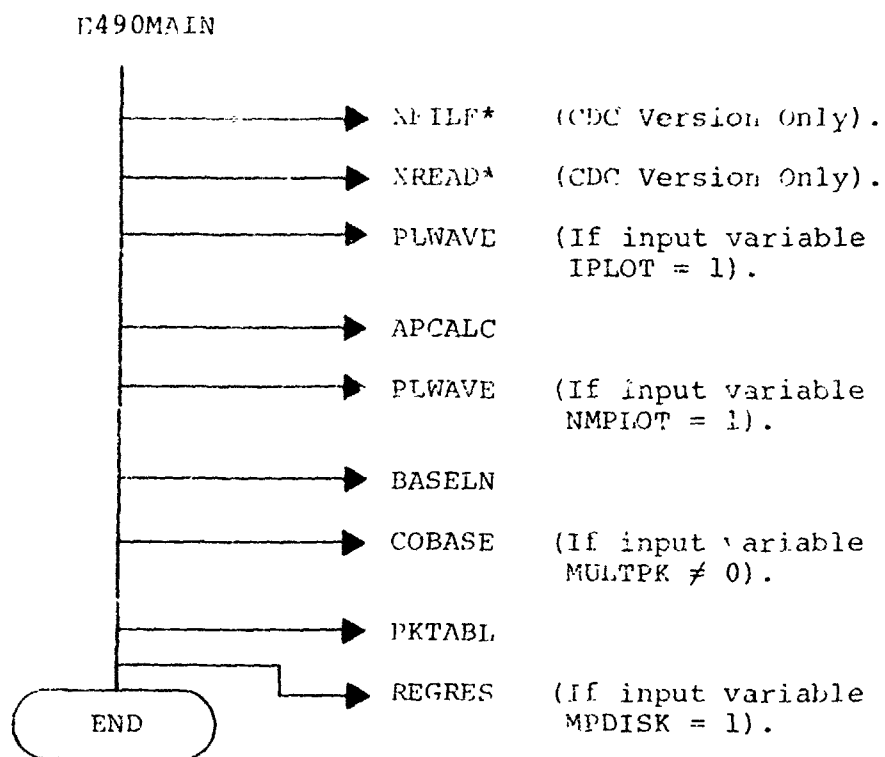 E490MAIN
XFILE* (CDC Version Only).
XREAD* (CDC Version Only).
PLWAVE (If input variable
IPLOT = 1).
APCALC
PLWAVE (If input variable
NMPLOT = 1).
BASELN
COBASE (If input variable
MULTPK ≠ 0).
PKTABL
REGRES (If input variable
MPDISK = 1).
END